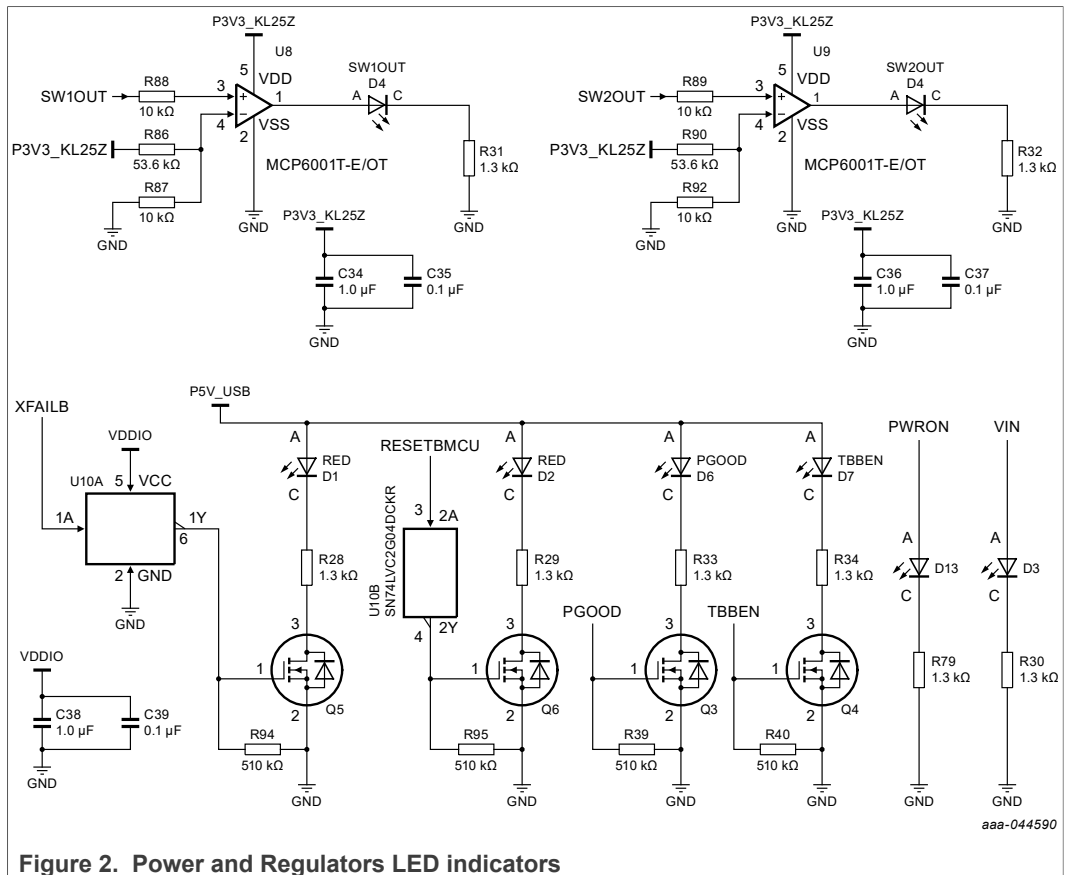 P3V3_KL25Z
U8
5
VDD
SW1OUT
D4
SW1OUT
R88
10 kΩ
3
+
1
A
C
4
−
VSS
2
P3V3_KL25Z
R86
53.6 kΩ
MCP6001T-E/OT
R31
1.3 kΩ
R87
10 kΩ
GND
GND
GND
P3V3_KL25Z
C34
1.0 µF
C35
0.1 µF
GND
P3V3_KL25Z
U9
5
VDD
SW2OUT
D4
SW2OUT
R89
10 kΩ
3
+
1
A
C
4
−
VSS
2
P3V3_KL25Z
R90
53.6 kΩ
MCP6001T-E/OT
R32
1.3 kΩ
R92
10 kΩ
GND
GND
GND
P3V3_KL25Z
C36
1.0 µF
C37
0.1 µF
GND
XFAILB
VDDIO
U10A
5
VCC
1A
1Y
6
2
GND
GND
VDDIO
C38
1.0 µF
C39
0.1 µF
GND
P5V_USB
A
RED
D1
C
R28
1.3 kΩ
3
1
2
Q5
R94
510 kΩ
GND
RESETBMCU
3
2A
U10B
SN74LVC2G04DCKR
4
2Y
A
RED
D2
C
R29
1.3 kΩ
3
1
2
Q6
R95
510 kΩ
GND
A
PGOOD
D6
C
R33
1.3 kΩ
PGOOD
3
1
2
Q3
R39
510 kΩ
GND
A
TBBEN
D7
C
R34
1.3 kΩ
TBBEN
3
1
2
Q4
R40
510 kΩ
GND
PWRON
A
D13
C
R79
1.3 kΩ
GND
VIN
A
D3
C
R30
1.3 kΩ
GND
aaa-044590
Figure 2. Power and Regulators LED indicators